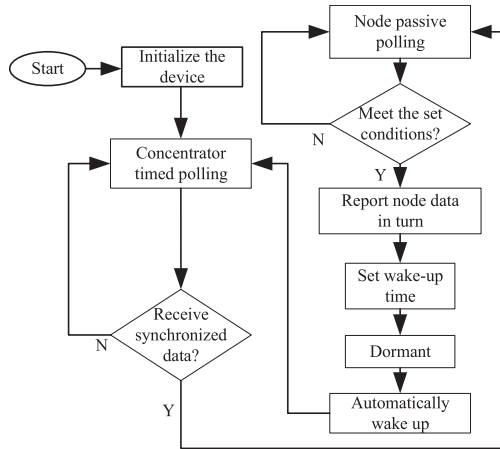 Start
Initialize the
device
Concentrator
timed polling
Receive
synchronized
data?
N
Y
Node passive
polling
Meet the set
conditions?
N
Y
Report node data
in turn
Set wake-up
time
Dormant
Automatically
wake up